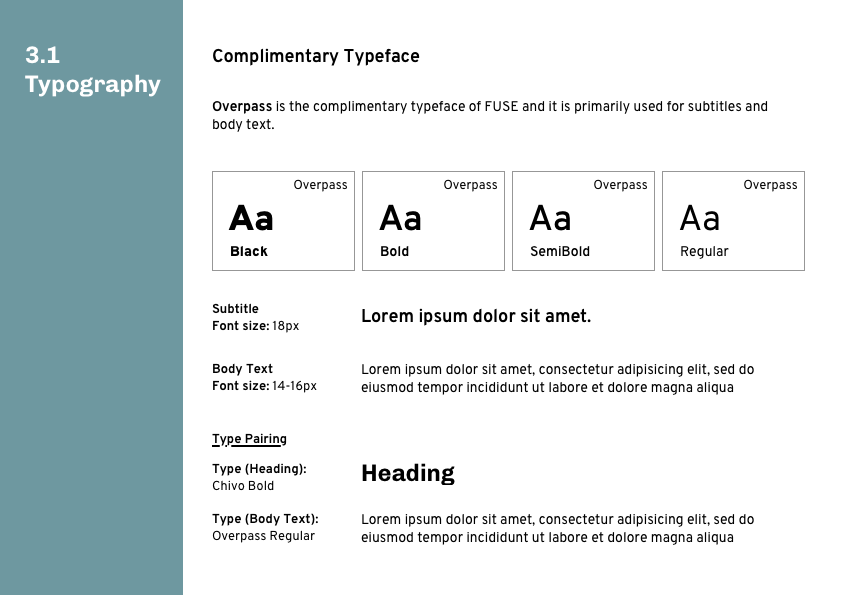 3.1
Typography
Complimentary Typeface
Overpass is the complimentary typeface of FUSE and it is primarily used for subtitles and
body text.
Overpass
Aa
Black
Overpass
Aa
Bold
Overpass
Aa
SemiBold
Overpass
Aa
Regular
Subtitle
Font size: 18px
Lorem ipsum dolor sit amet.
Body Text
Font size: 14-16px
Lorem ipsum dolor sit amet, consectetur adipisicing elit, sed do
eiusmod tempor incididunt ut labore et dolore magna aliqua
Type Pairing
Type (Heading):
Chivo Bold
Heading
Type (Body Text):
Overpass Regular
Lorem ipsum dolor sit amet, consectetur adipisicing elit, sed do
eiusmod tempor incididunt ut labore et dolore magna aliqua